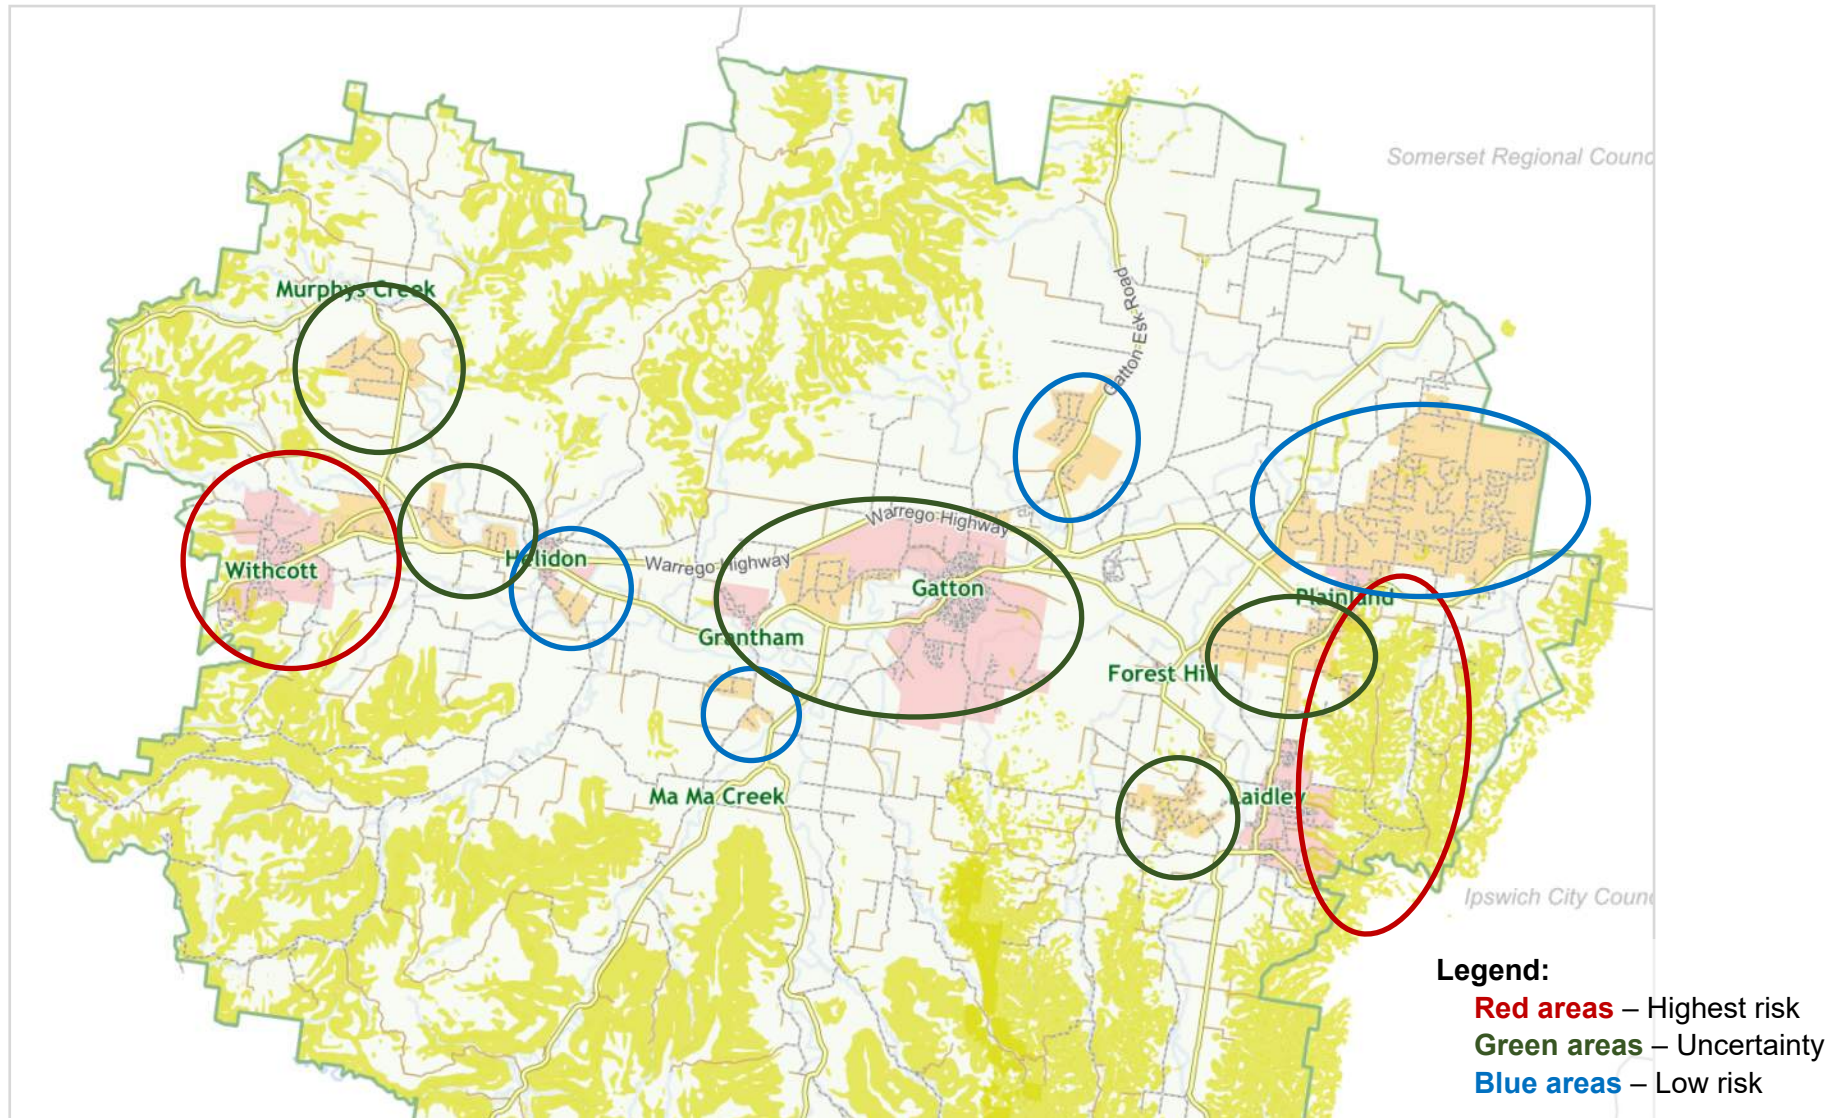 Somerset Regional Counc
Murphys Creek
Gatton-Esk-Road
Warrego-Highway
Withcott
Helidon
Warrego-Highway
Gatton
Plainland
Grantham
Forest Hill
Ma Ma Creek
Laidley
Ipswich City Counc
Legend:
Red areas – Highest risk
Green areas – Uncertainty
Blue areas – Low risk